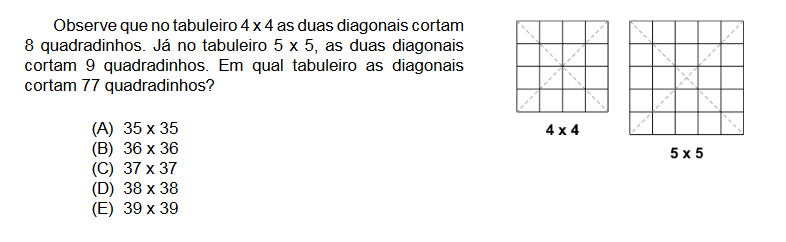 Observe que no tabuleiro 4 x 4 as duas diagonais cortam
8 quadradinhos. Já no tabuleiro 5 x 5, as duas diagonais
cortam 9 quadradinhos. Em qual tabuleiro as diagonais
cortam 77 quadradinhos?
(A) 35 x 35
(B) 36 x 36
(C) 37 x 37
(D) 38 x 38
(E) 39 x 39
4 x 4
5 x 5